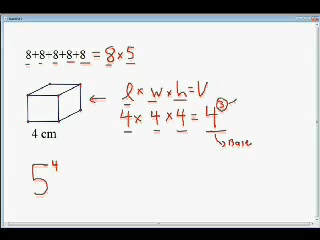 8+8+8+8+8 = 8×5
l × w × h = V
4 × 4 × 4 = 4³
4 cm
Base
5⁴